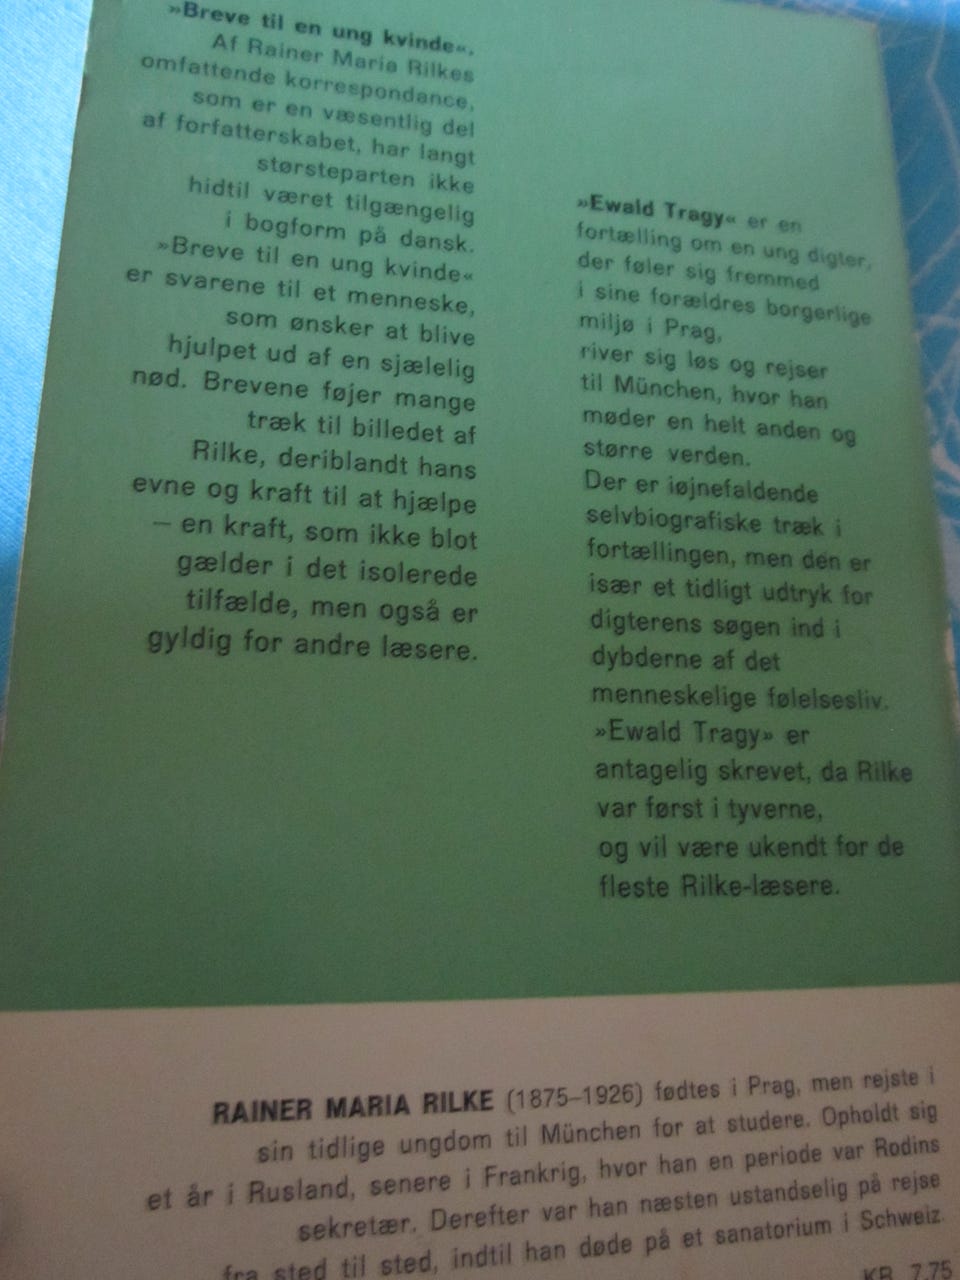 »Breve til en ung kvinde«.
Af Rainer Maria Rilkes
omfattende korrespondance,
som er en væsentlig del
af forfatterskabet, har langt
størsteparten ikke
hidtil været tilgængelig
i bogform på dansk.
»Breve til en ung kvinde«
er svarene til et menneske,
som ønsker at blive
hjulpet ud af en sjælelig
nød. Brevene føjer mange
træk til billedet af
Rilke, deriblandt hans
evne og kraft til at hjælpe
– en kraft, som ikke blot
gælder i det isolerede
tilfælde, men også er
gyldig for andre læsere.
»Ewald Tragy« er en
fortælling om en ung digter,
der føler sig fremmed
i sine forældres borgerlige
miljø i Prag,
river sig løs og rejser
til München, hvor han
møder en helt anden og
større verden.
Der er iøjnefaldende
selvbiografiske træk i
fortællingen, men den er
især et tidligt udtryk for
digterens søgen ind i
dybderne af det
menneskelige følelsesliv.
»Ewald Tragy» er
antagelig skrevet, da Rilke
var først i tyverne,
og vil være ukendt for de
fleste Rilke-læsere.
RAINER MARIA RILKE (1875–1926) fødtes i Prag, men rejste i
sin tidlige ungdom til München for at studere. Opholdt sig
et år i Rusland, senere i Frankrig, hvor han en periode var Rodins
sekretær. Derefter var han næsten ustandselig på rejse
fra sted til sted, indtil han døde på et sanatorium i Schweiz.
KR. 7.75